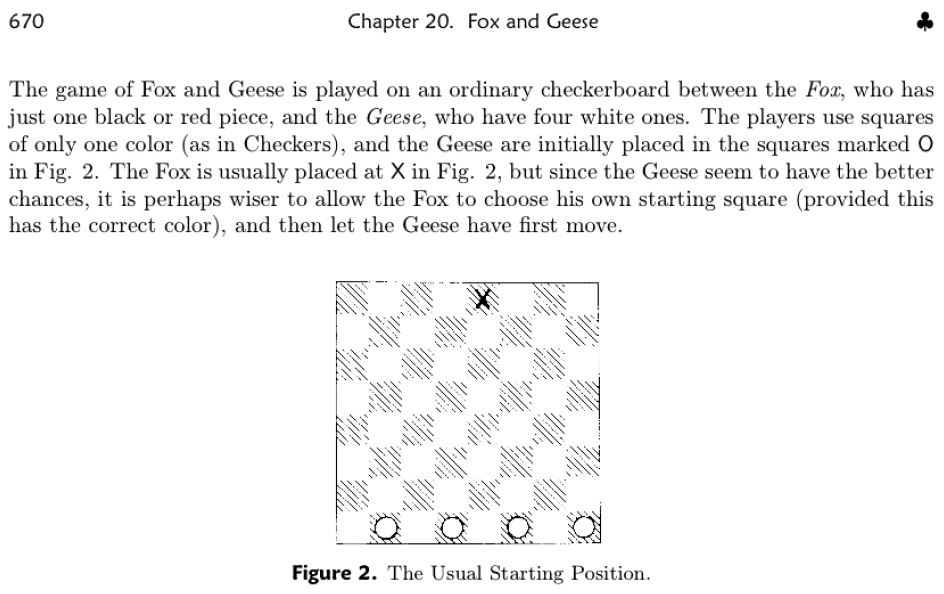 670 Chapter 20. Fox and Geese ♣
The game of Fox and Geese is played on an ordinary checkerboard between the Fox, who has
just one black or red piece, and the Geese, who have four white ones. The players use squares
of only one color (as in Checkers), and the Geese are initially placed in the squares marked O
in Fig. 2. The Fox is usually placed at X in Fig. 2, but since the Geese seem to have the better
chances, it is perhaps wiser to allow the Fox to choose his own starting square (provided this
has the correct color), and then let the Geese have first move.
X
Figure 2. The Usual Starting Position.